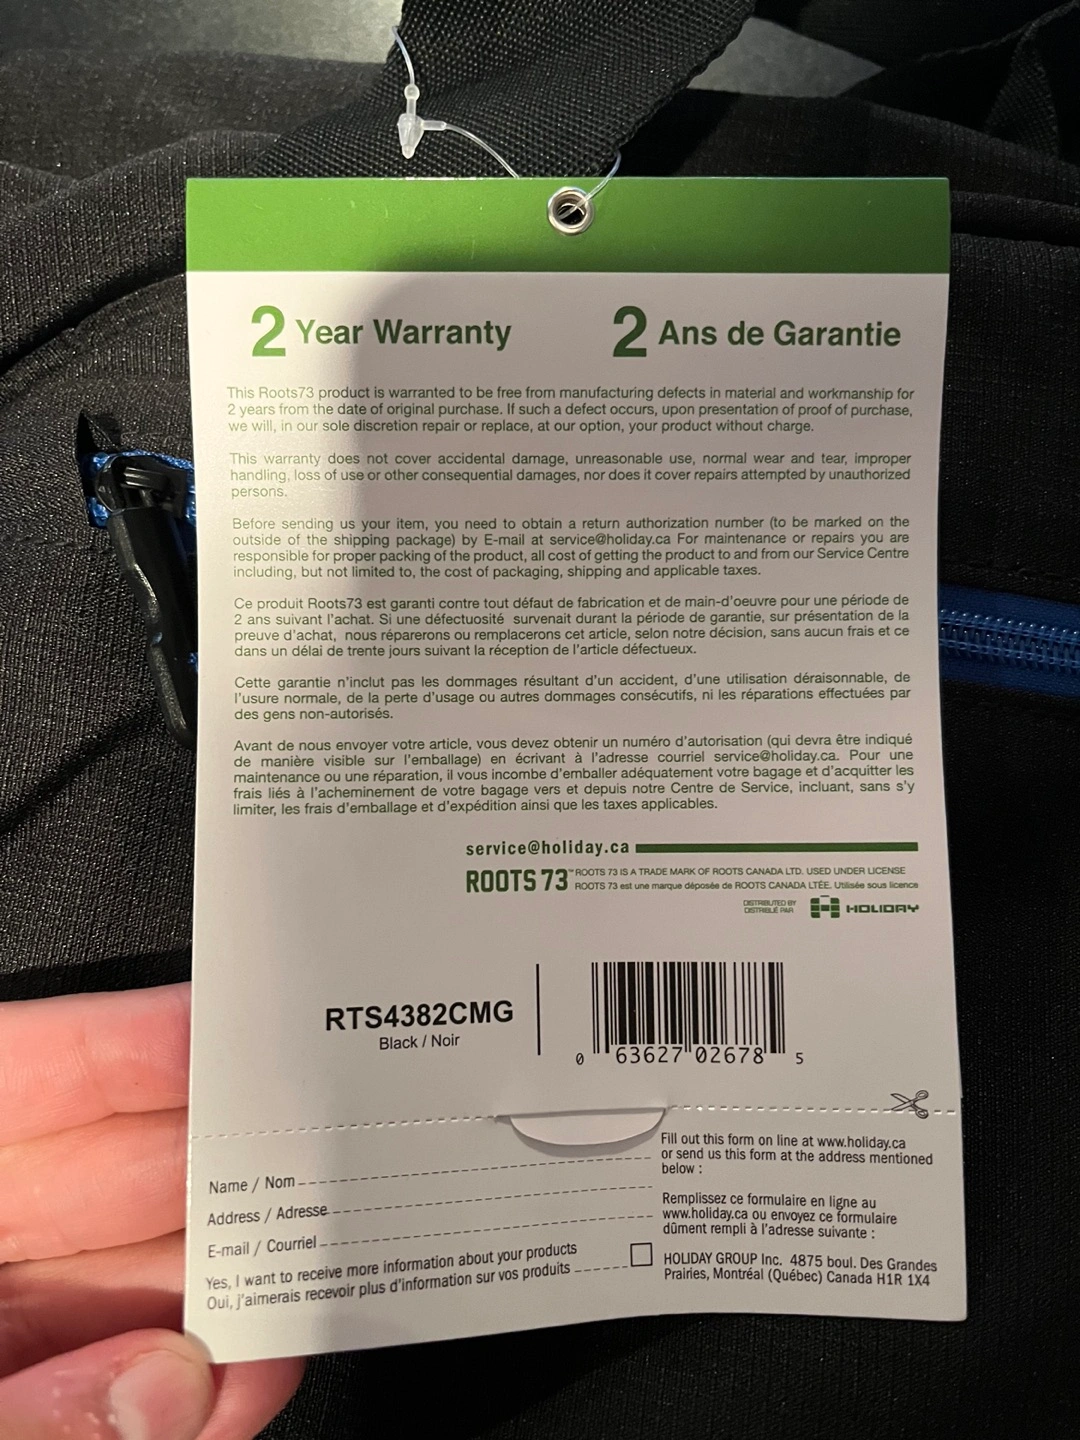 2 Year Warranty
2 Ans de Garantie
This Roots73 product is warranted to be free from manufacturing defects in material and workmanship for
2 years from the date of original purchase. If such a defect occurs, upon presentation of proof of purchase,
we will, in our sole discretion repair or replace, at our option, your product without charge.
This warranty does not cover accidental damage, unreasonable use, normal wear and tear, improper
handling, loss of use or other consequential damages, nor does it cover repairs attempted by unauthorized
persons.
Before sending us your item, you need to obtain a return authorization number (to be marked on the
outside of the shipping package) by E-mail at service@holiday.ca For maintenance or repairs you are
responsible for proper packing of the product, all cost of getting the product to and from our Service Centre
including, but not limited to, the cost of packaging, shipping and applicable taxes.
Ce produit Roots73 est garanti contre tout défaut de fabrication et de main-d'oeuvre pour une période de
2 ans suivant l'achat. Si une défectuosité survenait durant la période de garantie, sur présentation de la
preuve d'achat, nous réparerons ou remplacerons cet article, selon notre décision, sans aucun frais et ce
dans un délai de trente jours suivant la réception de l'article défectueux.
Cette garantie n'inclut pas les dommages résultant d'un accident, d'une utilisation déraisonnable, de
l'usure normale, de la perte d'usage ou autres dommages consécutifs, ni les réparations effectuées par
des gens non-autorisés.
Avant de nous envoyer votre article, vous devez obtenir un numéro d'autorisation (qui devra être indiqué
de manière visible sur l'emballage) en écrivant à l'adresse courriel service@holiday.ca. Pour une
maintenance ou une réparation, il vous incombe d'emballer adéquatement votre bagage et d'acquitter les
frais liés à l'acheminement de votre bagage vers et depuis notre Centre de Service, incluant, sans s'y
limiter, les frais d'emballage et d'expédition ainsi que les taxes applicables.
service@holiday.ca
ROOTS 73™ ROOTS 73 IS A TRADE MARK OF ROOTS CANADA LTD. USED UNDER LICENSE
ROOTS 73 est une marque déposée de ROOTS CANADA LTÉE. Utilisée sous licence
DISTRIBUTED BY
DISTRIBUÉ PAR
HOLIDAY
RTS4382CMG
Black / Noir
0 63627 02678 5
Name / Nom
Address / Adresse
E-mail / Courriel
Yes, I want to receive more information about your products
Oui, j'aimerais recevoir plus d'information sur vos produits
Fill out this form on line at www.holiday.ca
or send us this form at the address mentioned
below :
Remplissez ce formulaire en ligne au
www.holiday.ca ou envoyez ce formulaire
dûment rempli à l'adresse suivante :
HOLIDAY GROUP Inc. 4875 boul. Des Grandes
Prairies, Montréal (Québec) Canada H1R 1X4